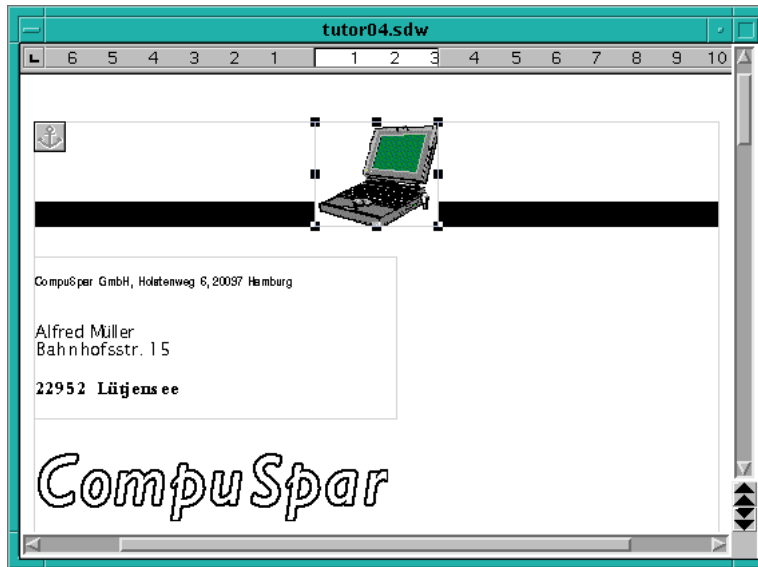 tutor04.sdw
6 5 4 3 2 1 1 2 3 4 5 6 7 8 9 10
CompuSpar GmbH, Holstenweg 6, 20097 Hamburg
Alfred Müller
Bahnhofsstr. 15
22952 Lütjensee
CompuSpar